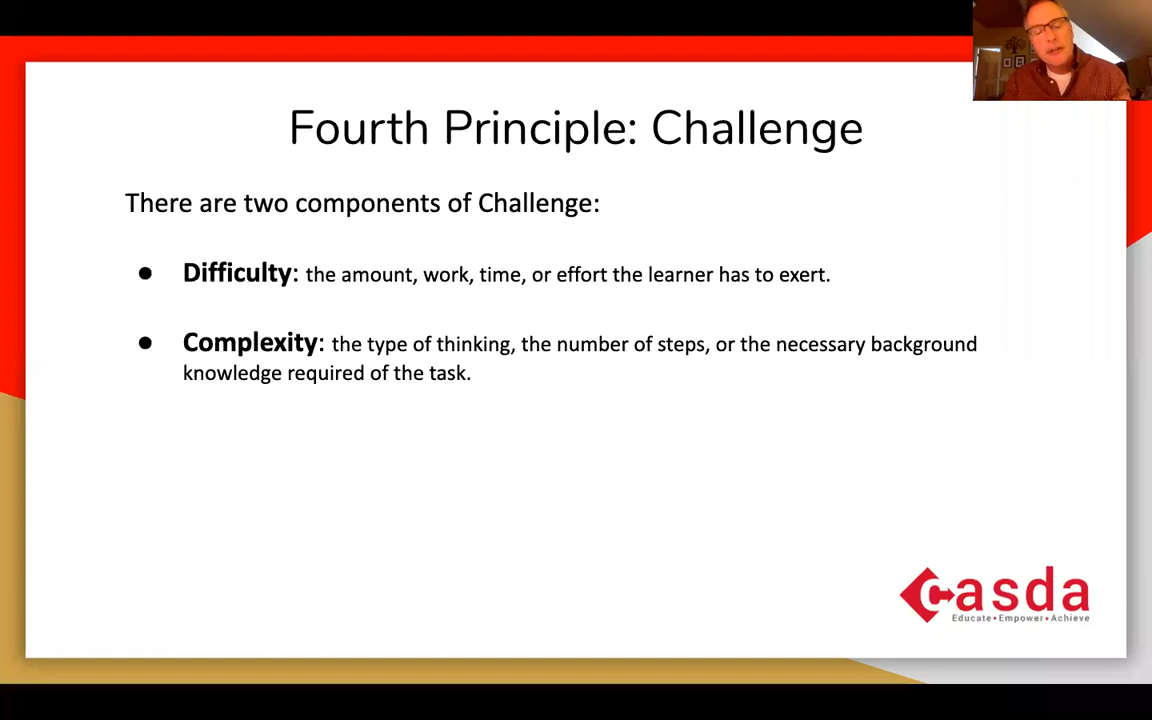 Fourth Principle: Challenge
There are two components of Challenge:
● Difficulty: the amount, work, time, or effort the learner has to exert.
● Complexity: the type of thinking, the number of steps, or the necessary background
knowledge required of the task.
casda
Educate•Empower•Achieve